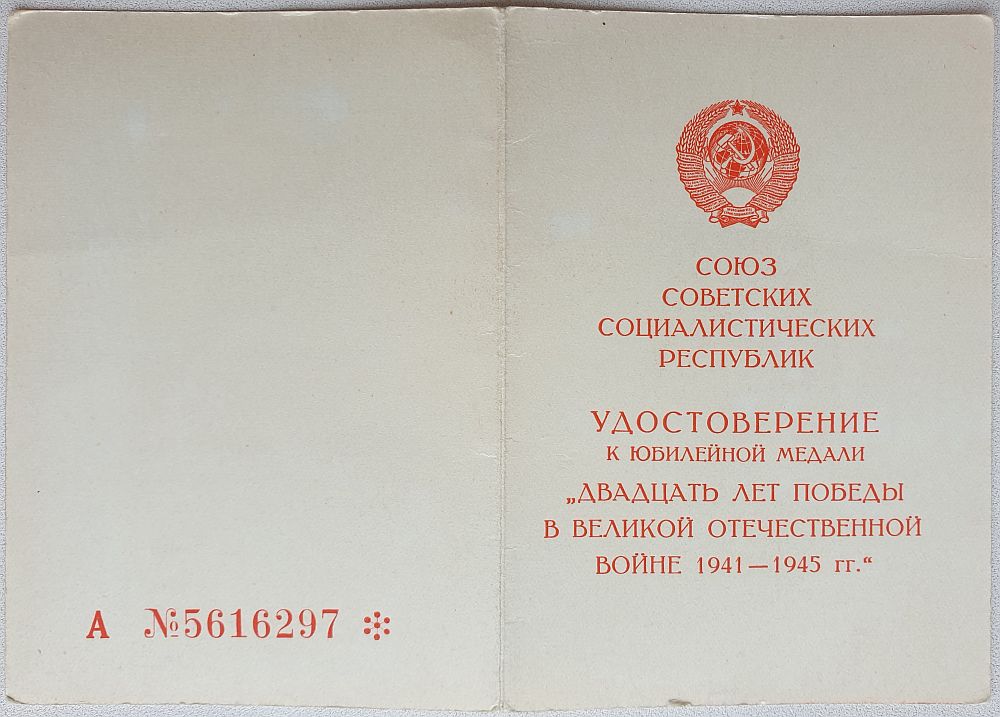 А №5616297
СОЮЗ
СОВЕТСКИХ
СОЦИАЛИСТИЧЕСКИХ
РЕСПУБЛИК
УДОСТОВЕРЕНИЕ
К ЮБИЛЕЙНОЙ МЕДАЛИ
„ДВАДЦАТЬ ЛЕТ ПОБЕДЫ
В ВЕЛИКОЙ ОТЕЧЕСТВЕННОЙ
ВОЙНЕ 1941—1945 гг.“